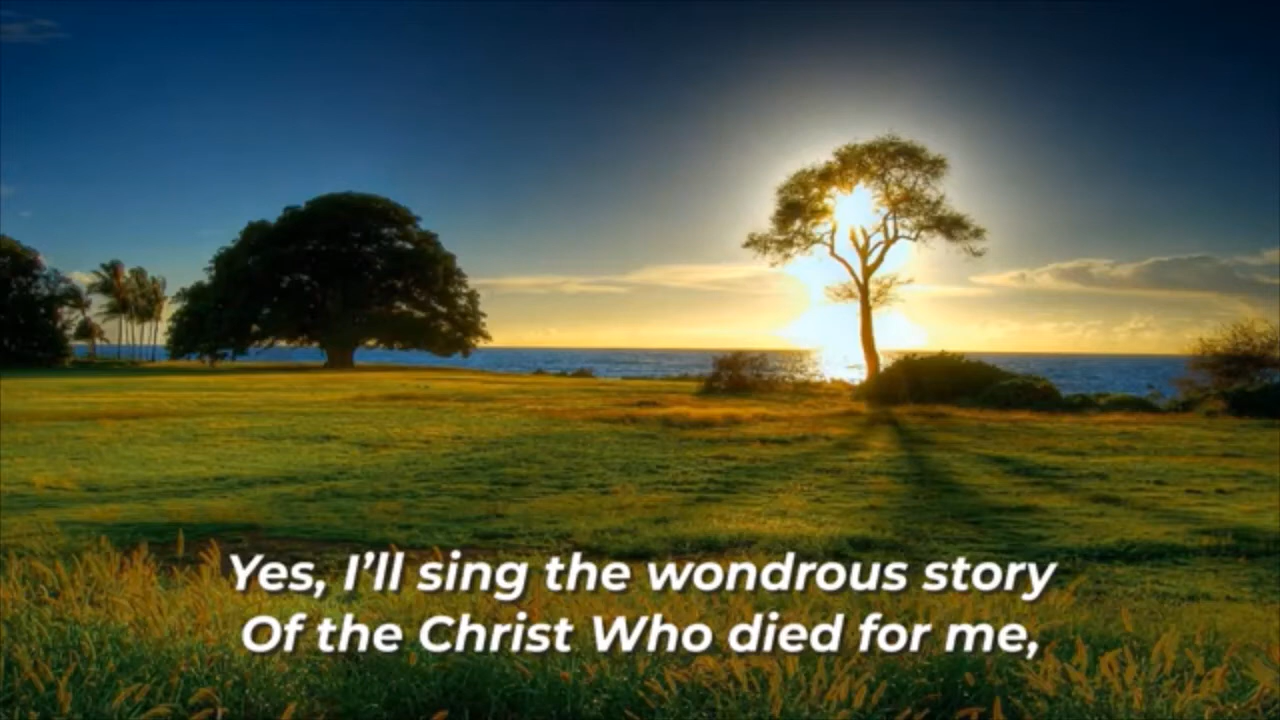 Yes, I’ll sing the wondrous story
Of the Christ Who died for me,